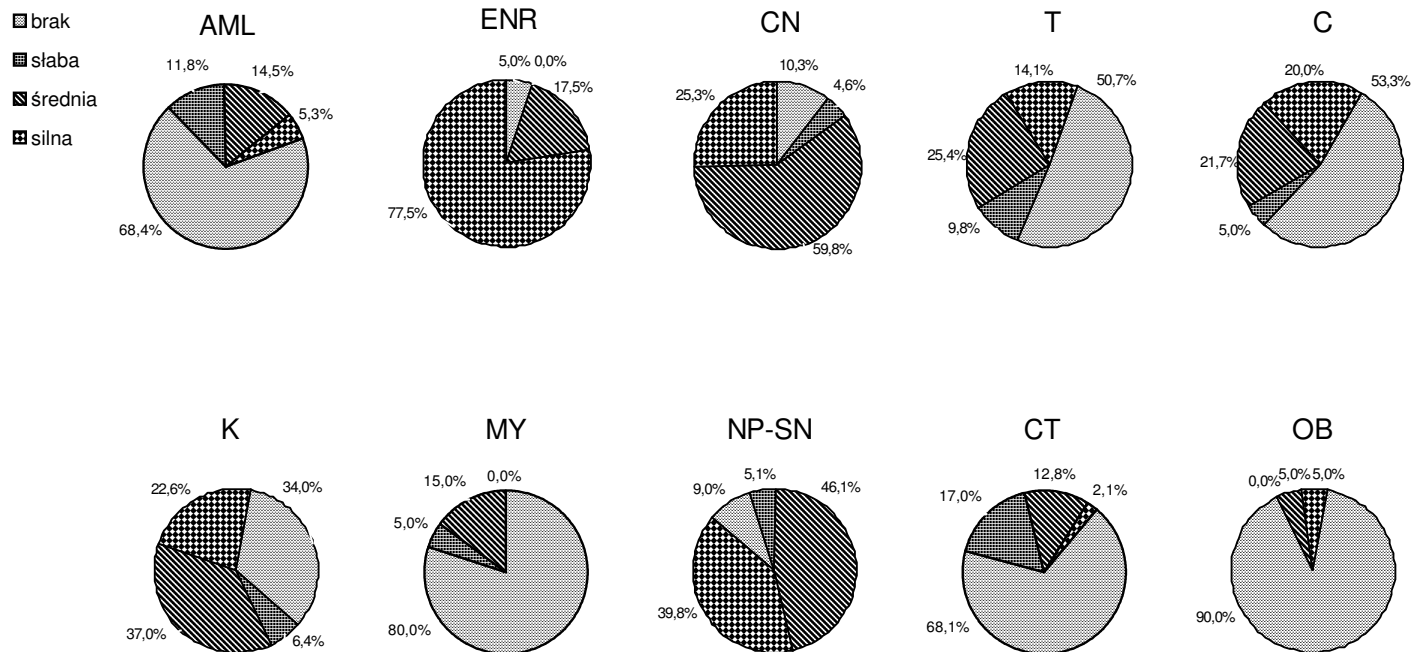 brak
słaba
średnia
silna
AML
11,8%
14,5%
5,3%
68,4%
ENR
5,0%
0,0%
17,5%
77,5%
CN
10,3%
4,6%
25,3%
59,8%
T
14,1%
50,7%
25,4%
9,8%
C
20,0%
53,3%
21,7%
5,0%
K
22,6%
34,0%
37,0%
6,4%
MY
15,0%
0,0%
5,0%
80,0%
NP-SN
9,0%
5,1%
46,1%
39,8%
CT
12,8%
17,0%
2,1%
68,1%
OB
0,0%
5,0%
5,0%
90,0%